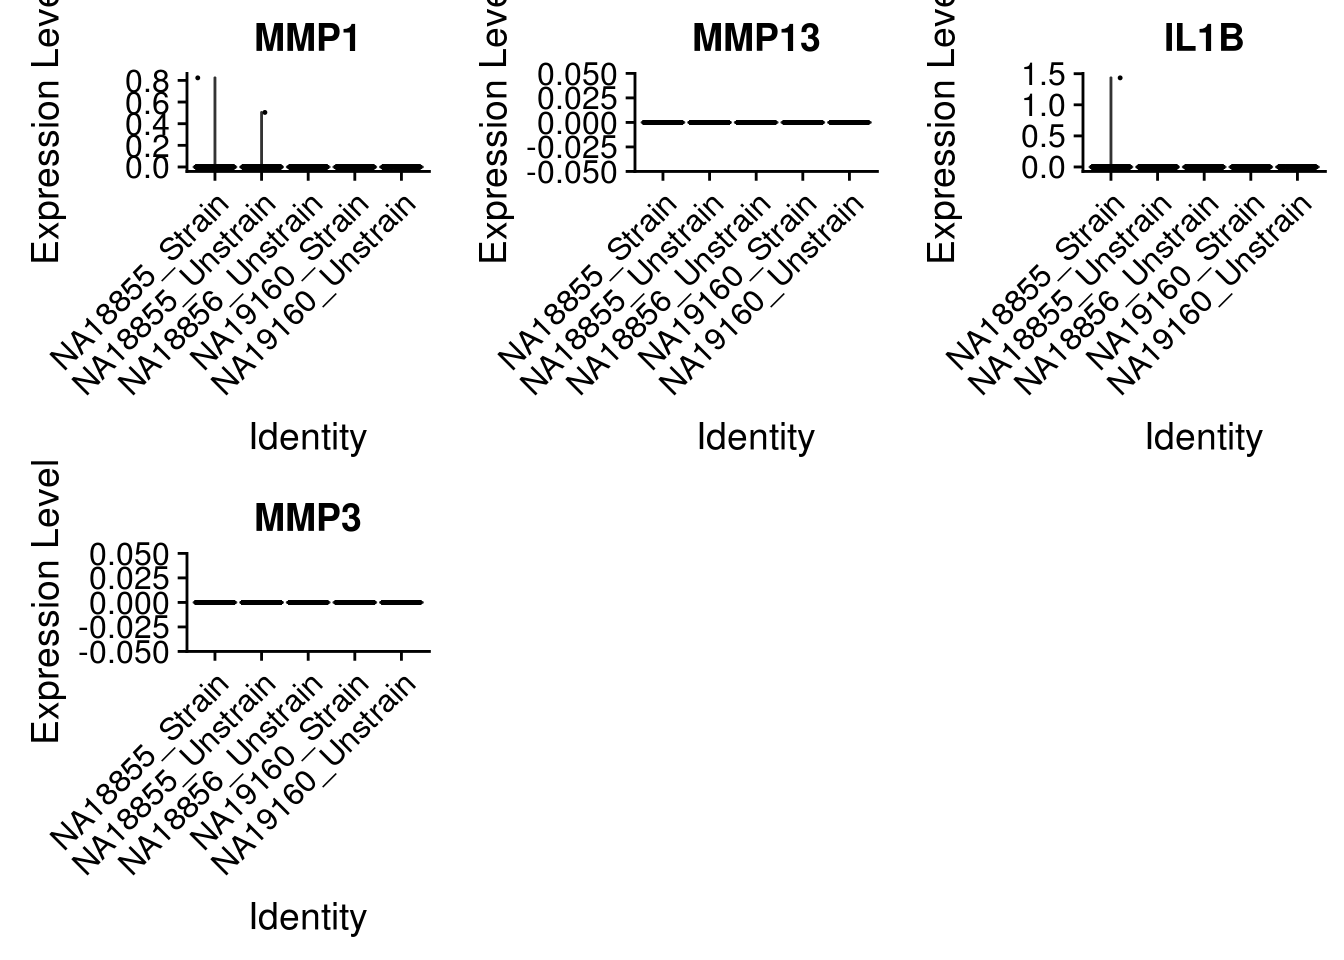 MMP1
Expression Leve
0.8
0.6
0.4
0.2
0.0
NA18855_Strain
NA18855_Unstrain
NA18856_Unstrain
NA19160_Strain
NA19160_Unstrain
Identity
MMP13
Expression Leve
0.050
0.025
0.000
-0.025
-0.050
NA18855_Strain
NA18855_Unstrain
NA18856_Unstrain
NA19160_Strain
NA19160_Unstrain
Identity
IL1B
Expression Leve
1.5
1.0
0.5
0.0
NA18855_Strain
NA18855_Unstrain
NA18856_Unstrain
NA19160_Strain
NA19160_Unstrain
Identity
MMP3
Expression Level
0.050
0.025
0.000
-0.025
-0.050
NA18855_Strain
NA18855_Unstrain
NA18856_Unstrain
NA19160_Strain
NA19160_Unstrain
Identity